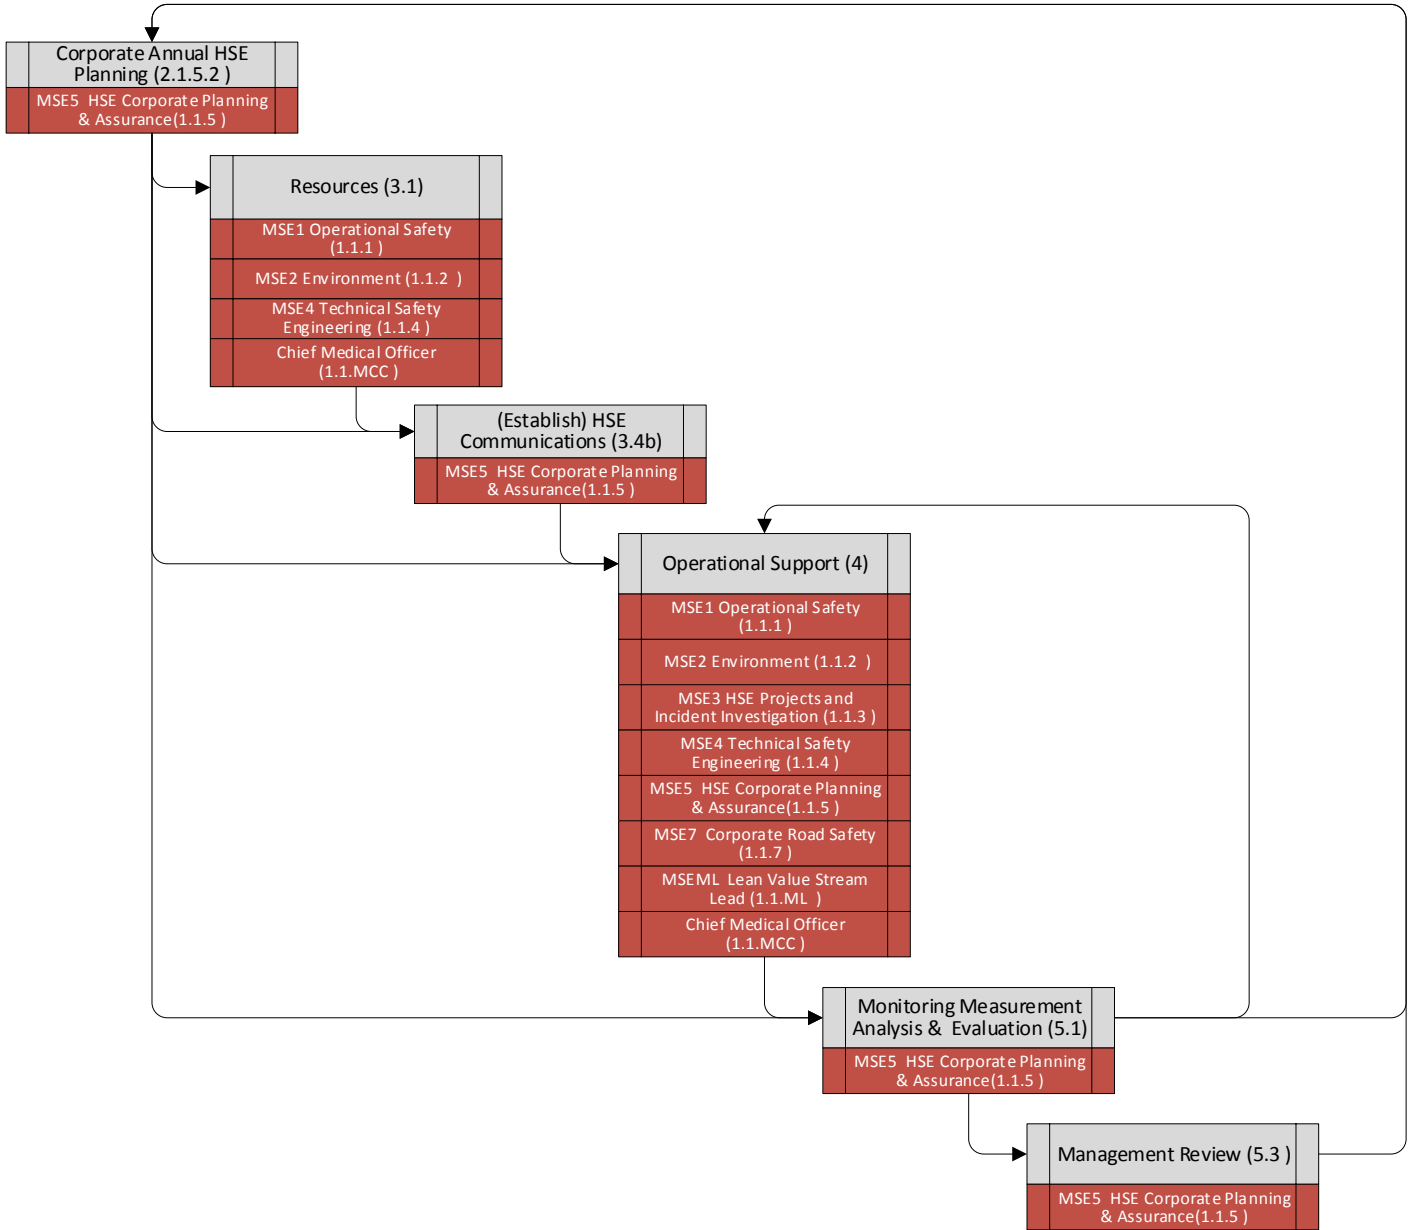 Corporate Annual HSE
Planning (2.1.5.2 )
MSE5  HSE Corporate Planning
& Assurance(1.1.5 )
Resources (3.1)
MSE1 Operational Safety
(1.1.1 )
MSE2 Environment (1.1.2  )
MSE4 Technical Safety
Engineering (1.1.4 )
Chief Medical Officer
(1.1.MCC )
(Establish) HSE
Communications (3.4b)
MSE5  HSE Corporate Planning
& Assurance(1.1.5 )
Operational Support (4)
MSE1 Operational Safety
(1.1.1 )
MSE2 Environment (1.1.2  )
MSE3 HSE Projects and
Incident Investigation (1.1.3 )
MSE4 Technical Safety
Engineering (1.1.4 )
MSE5  HSE Corporate Planning
& Assurance(1.1.5 )
MSE7  Corporate Road Safety
(1.1.7 )
MSEML  Lean Value Stream
Lead (1.1.ML  )
Chief Medical Officer
(1.1.MCC )
Monitoring Measurement
Analysis &  Evaluation (5.1)
MSE5  HSE Corporate Planning
& Assurance(1.1.5 )
Management Review (5.3 )
MSE5  HSE Corporate Planning
& Assurance(1.1.5 )